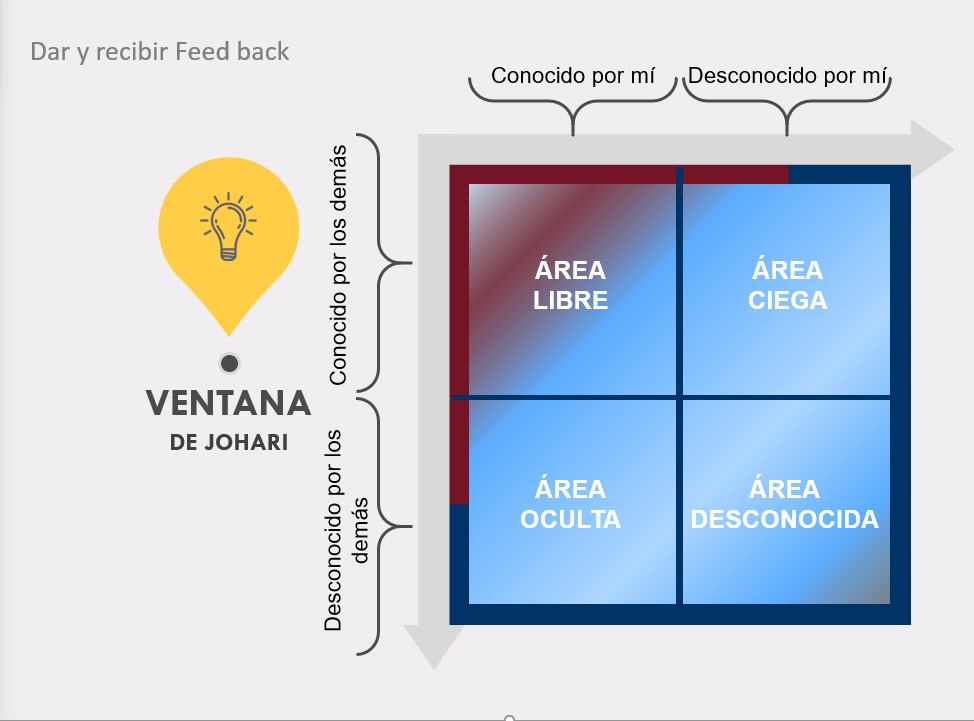 Dar y recibir Feed back
Conocido por mí
Desconocido por mí
Conocido por los demás
ÁREA
LIBRE
ÁREA
CIEGA
VENTANA
DE JOHARI
Desconocido por los
demás
ÁREA
OCULTA
ÁREA
DESCONOCIDA